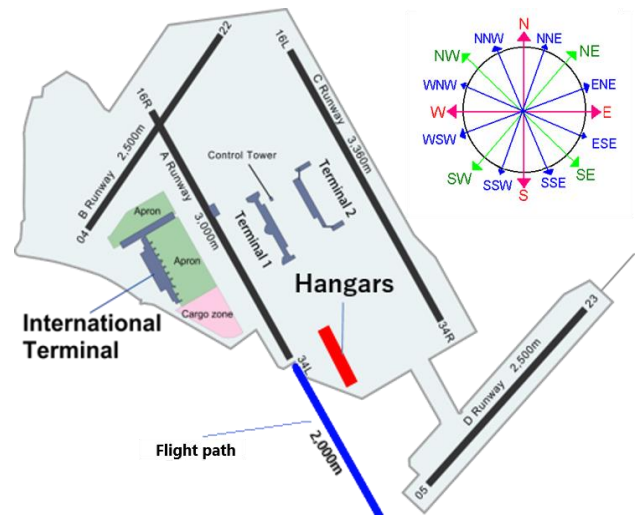 22
16L
16R
C Runway 3,360m
B Runway 2,500m
A Runway 3,000m
04
Control Tower
Terminal 2
Terminal 1
Apron
Apron
Cargo zone
International
Terminal
Hangars
34L
34R
23
D Runway 2,500m
05
Flight path
2,000m
N
NNW
NNE
NW
NE
WNW
ENE
W
E
WSW
ESE
SW
SE
SSW
SSE
S